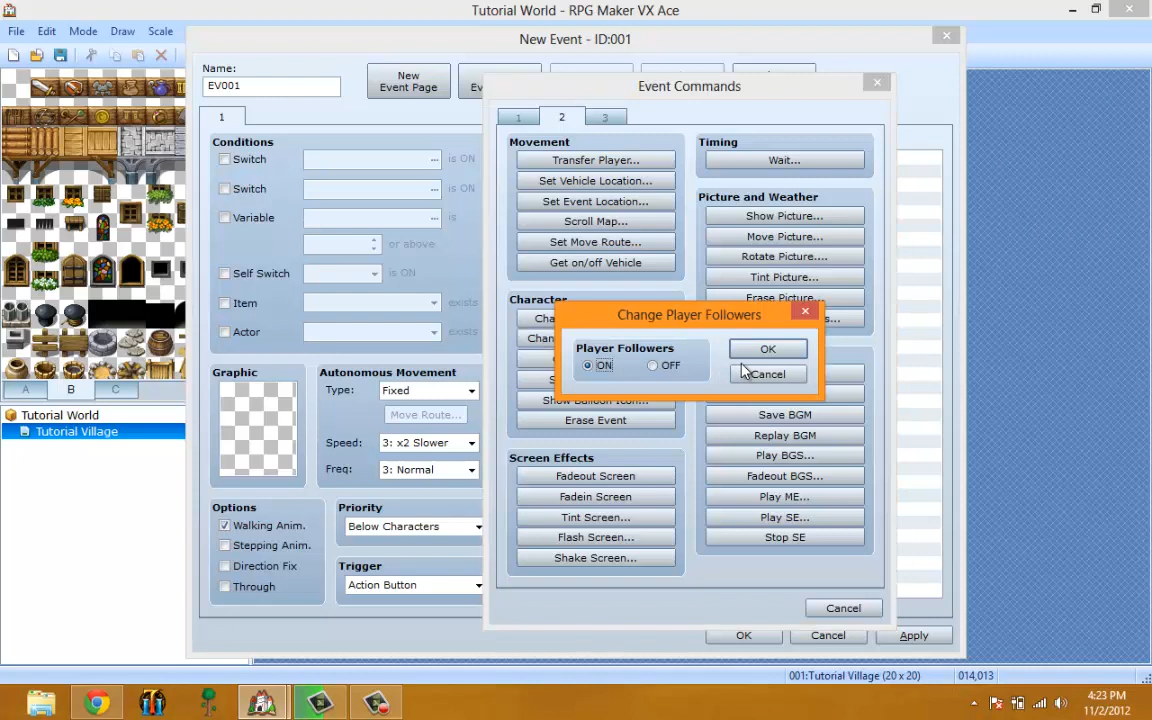 Tutorial World - RPG Maker VX Ace
File Edit Mode Draw Scale
New Event - ID:001
Name:
EV001
New
Event Page
1
Conditions
Switch
is ON
Switch
is ON
Variable
is
or above
Self Switch
is ON
Item
exists
Actor
exists
Graphic
Autonomous Movement
Type: Fixed
Move Route...
Speed: 3: x2 Slower
Freq: 3: Normal
Options
Walking Anim.
Stepping Anim.
Direction Fix
Through
Priority
Below Characters
Trigger
Action Button
OK Cancel Apply
Event Commands
1 2 3
Movement
Transfer Player...
Set Vehicle Location...
Set Event Location...
Scroll Map...
Set Move Route...
Get on/off Vehicle
Character
Show Balloon Icon...
Erase Event
Screen Effects
Fadeout Screen
Fadein Screen
Tint Screen...
Flash Screen...
Shake Screen...
Timing
Wait...
Picture and Weather
Show Picture...
Move Picture...
Rotate Picture....
Tint Picture...
Erase Picture...
Save BGM
Replay BGM
Play BGS...
Fadeout BGS...
Play ME...
Play SE...
Stop SE
Cancel
Change Player Followers
Player Followers
ON OFF
OK
Cancel
A B C
Tutorial World
Tutorial Village
001:Tutorial Village (20 x 20) 014,013
4:23 PM
11/2/2012